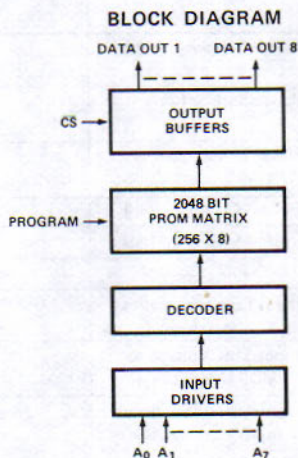 BLOCK DIAGRAM
DATA OUT 1 DATA OUT 8
OUTPUT
BUFFERS
CS
2048 BIT
PROM MATRIX
(256 X 8)
PROGRAM
DECODER
INPUT
DRIVERS
A0 A1 A7